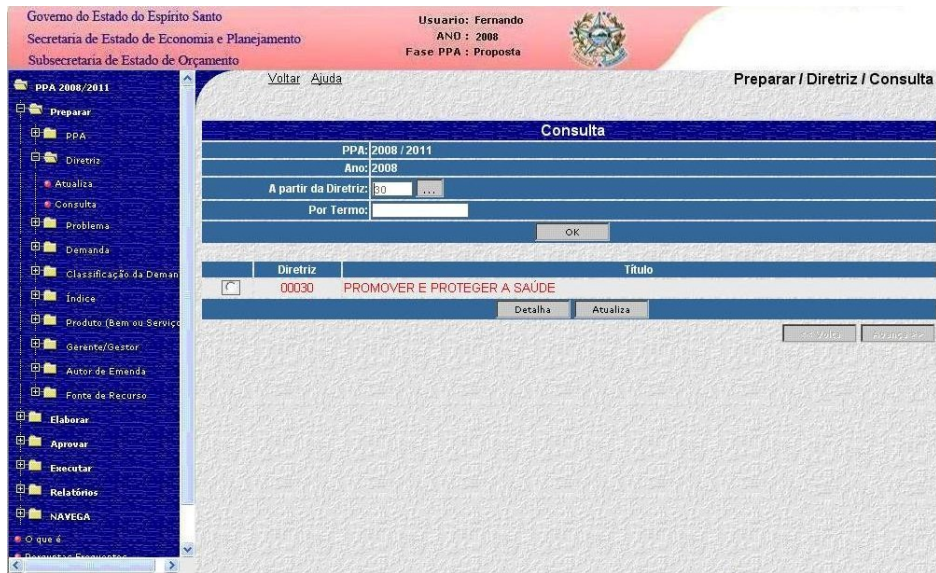 Governo do Estado do Espírito Santo
Secretaria de Estado de Economia e Planejamento
Subsecretaria de Estado de Orçamento
Usuario: Fernando
ANO : 2008
Fase PPA : Proposta
Voltar Ajuda
Preparar / Diretriz / Consulta
PPA 2008/2011
Preparar
PPA
Diretriz
Atualiza
Consulta
Problema
Demanda
Classificação da Deman
Índice
Produto (Bem ou Serviço
Gerente/Gestor
Autor de Emenda
Fonte de Recurso
Elaborar
Aprovar
Executar
Relatórios
NAVEGA
O que é
Perguntas Frequentes
Consulta
PPA: 2008 / 2011
Ano: 2008
A partir da Diretriz: 30 ...
Por Termo:
OK
Diretriz Título
00030 PROMOVER E PROTEGER A SAÚDE
Detalha Atualiza